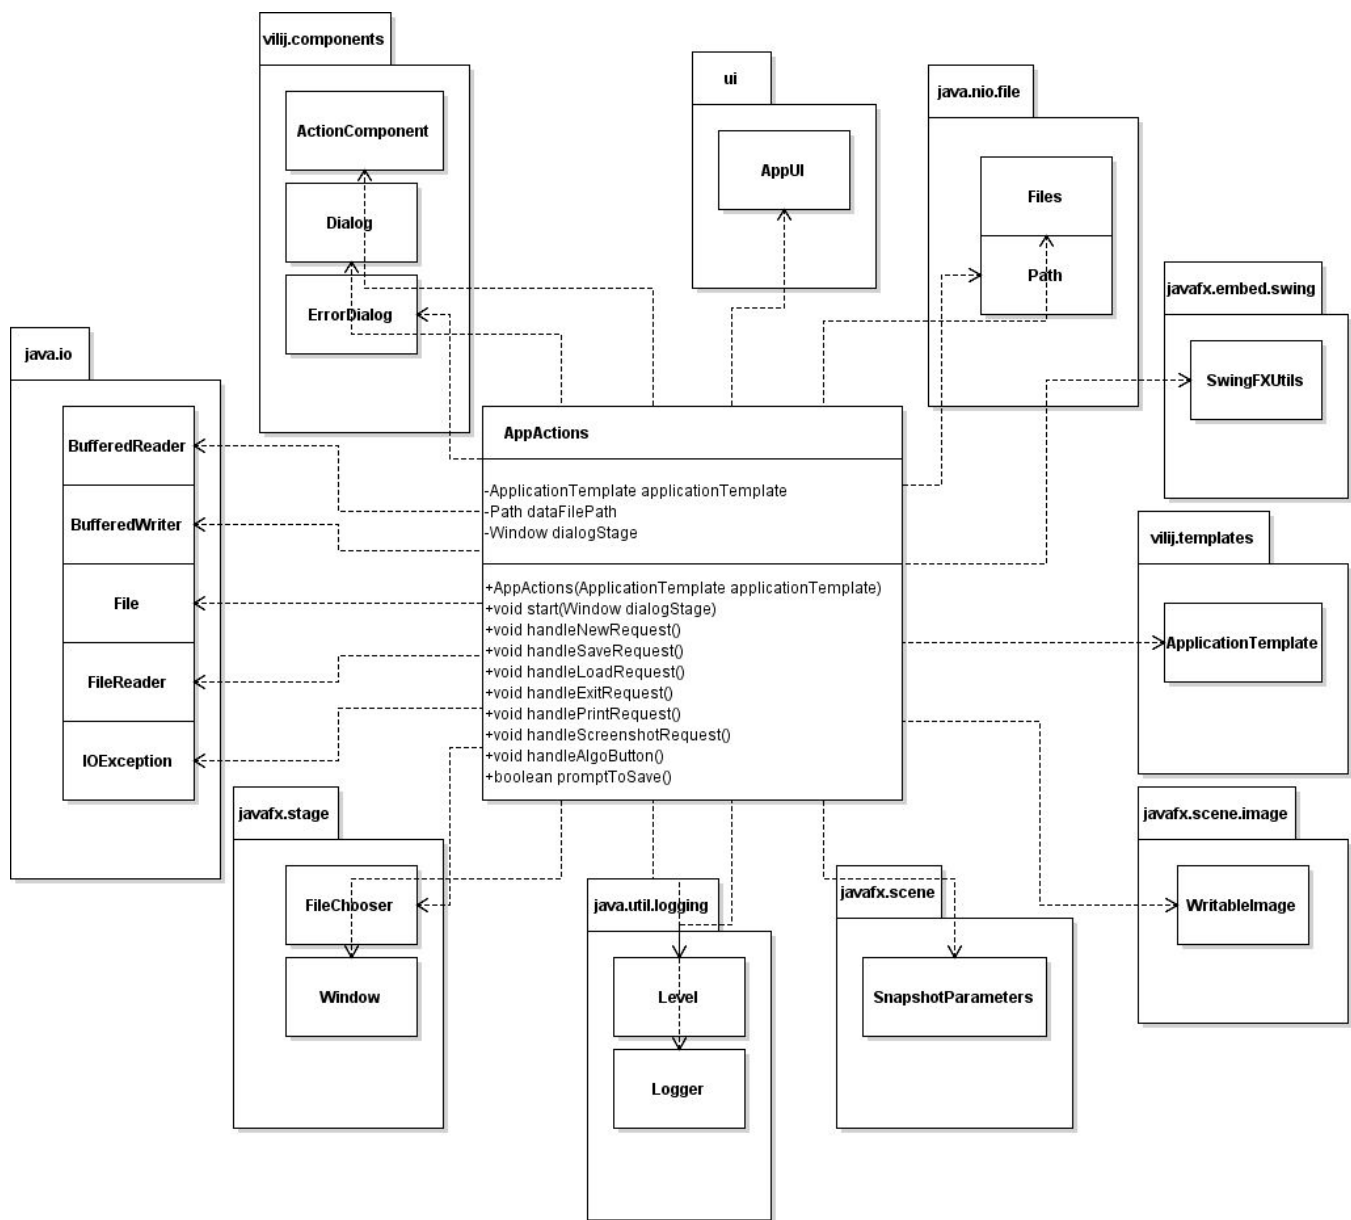 vilij.components
ActionComponent
Dialog
ErrorDialog
ui
AppUI
java.nio.file
Files
Path
javafx.embed.swing
SwingFXUtils
java.io
BufferedReader
BufferedWriter
File
FileReader
IOException
AppActions
-ApplicationTemplate applicationTemplate
-Path dataFilePath
-Window dialogStage
+AppActions(ApplicationTemplate applicationTemplate)
+void start(Window dialogStage)
+void handleNewRequest()
+void handleSaveRequest()
+void handleLoadRequest()
+void handleExitRequest()
+void handlePrintRequest()
+void handleScreenshotRequest()
+void handleAlgoButton()
+boolean promptToSave()
vilij.templates
ApplicationTemplate
javafx.stage
FileChooser
Window
java.util.logging
Level
Logger
javafx.scene
SnapshotParameters
javafx.scene.image
WritableImage